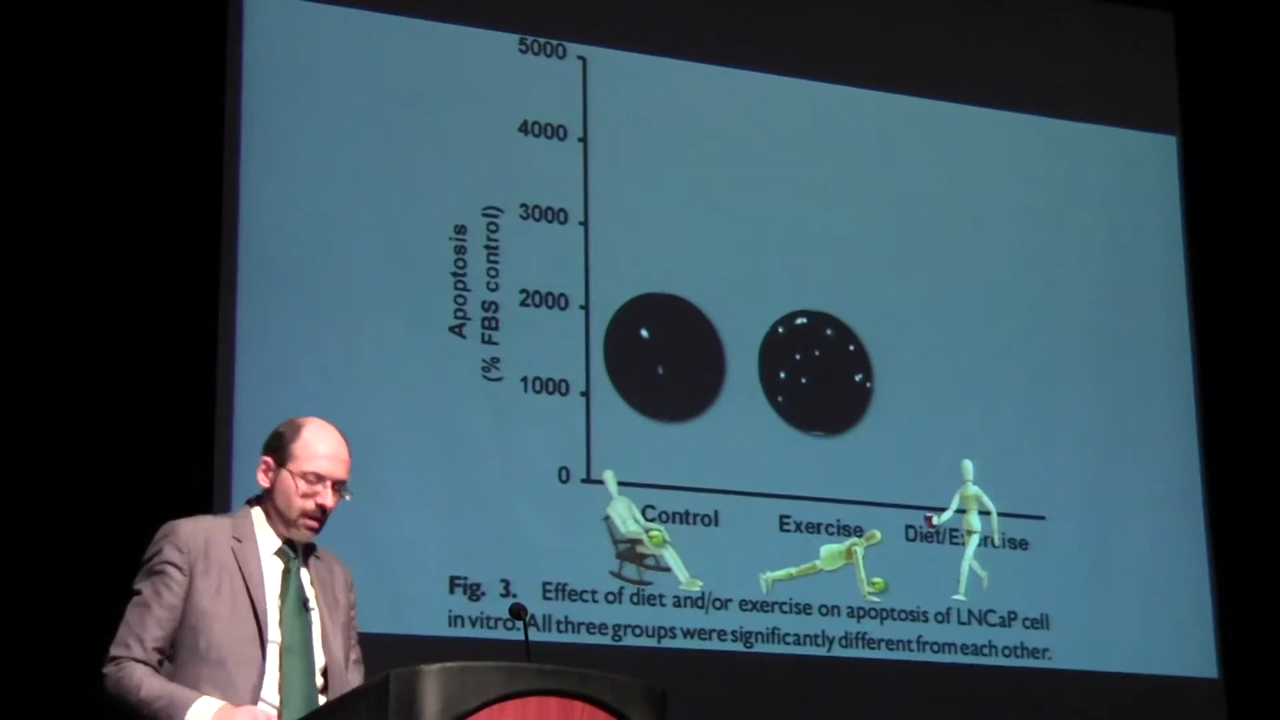 5000
4000
3000
2000
1000
0
Apoptosis
(% FBS control)
Control
Exercise
Diet/Exercise
Fig. 3. Effect of diet and/or exercise on apoptosis of LNCaP cell
in vitro. All three groups were significantly different from each other.